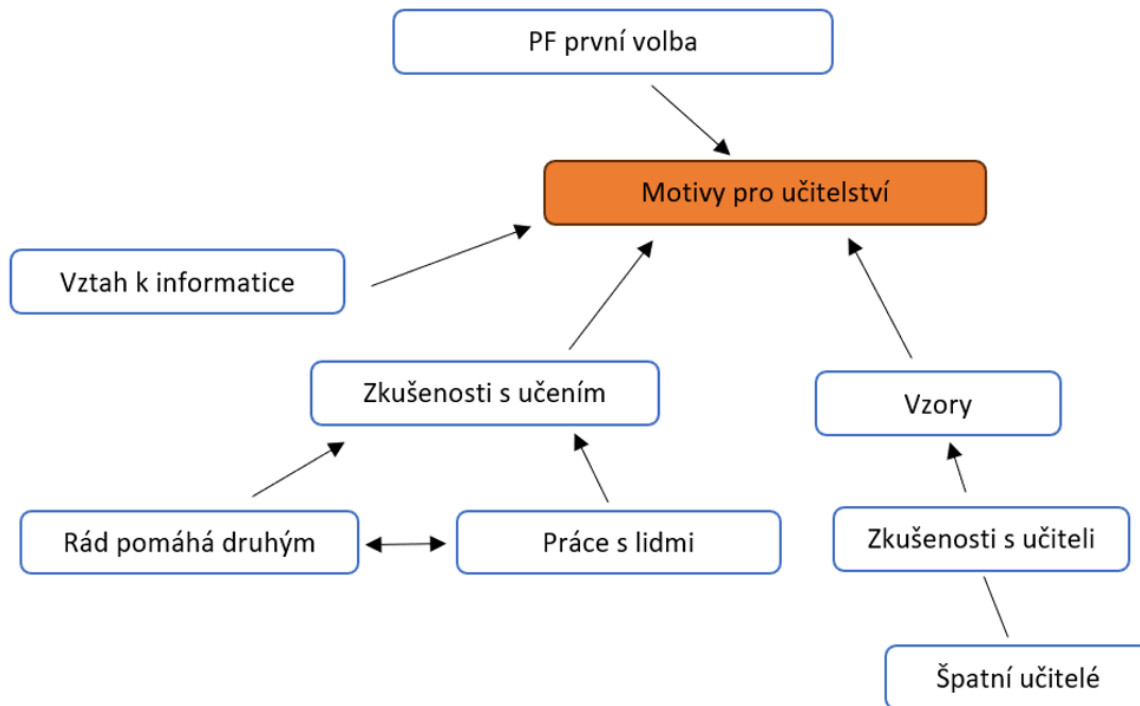 PF první volba
Motivy pro učitelství
Vztah k informatice
Zkušenosti s učením
Vzory
Rád pomáhá druhým
Práce s lidmi
Zkušenosti s učiteli
Špatní učitelé